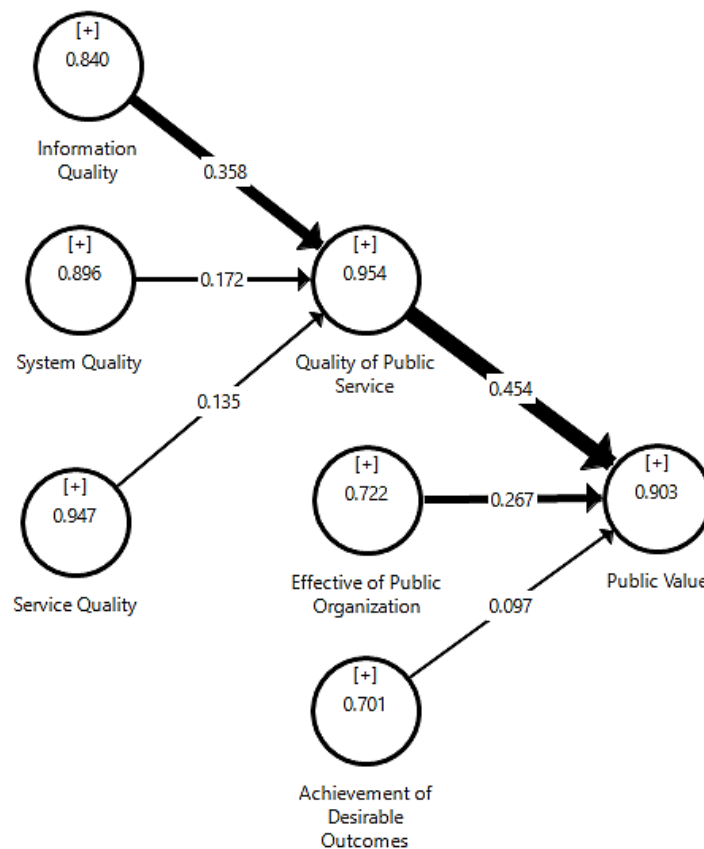 [+]
0.840
Information
Quality
0.358
[+]
0.896
System Quality
0.172
[+]
0.954
Quality of Public
Service
0.135
0.454
[+]
0.947
Service Quality
[+]
0.722
Effective of Public
Organization
0.267
[+]
0.903
Public Value
0.097
[+]
0.701
Achievement of
Desirable
Outcomes